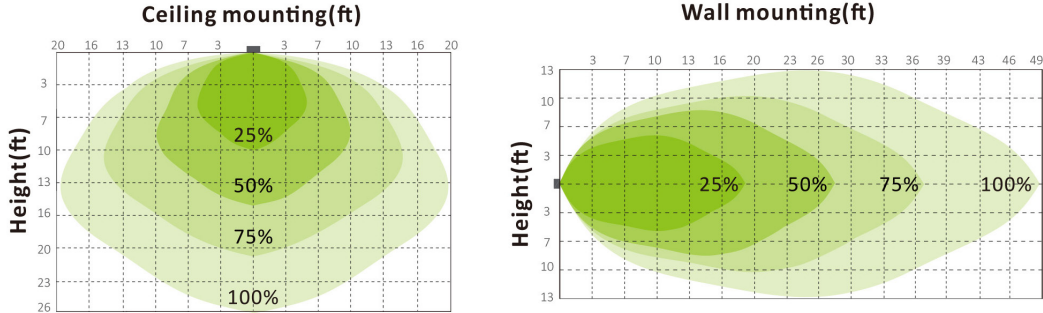 Ceiling mounting(ft)
20 16 13 10 7 3 3 7 10 13 16 20
3
7
10
13
16
20
23
26
Height(ft)
25%
50%
75%
100%
Wall mounting(ft)
3 7 10 13 16 20 23 26 30 33 36 39 43 46 49
13
10
7
3
3
7
10
13
Height(ft)
25% 50% 75% 100%